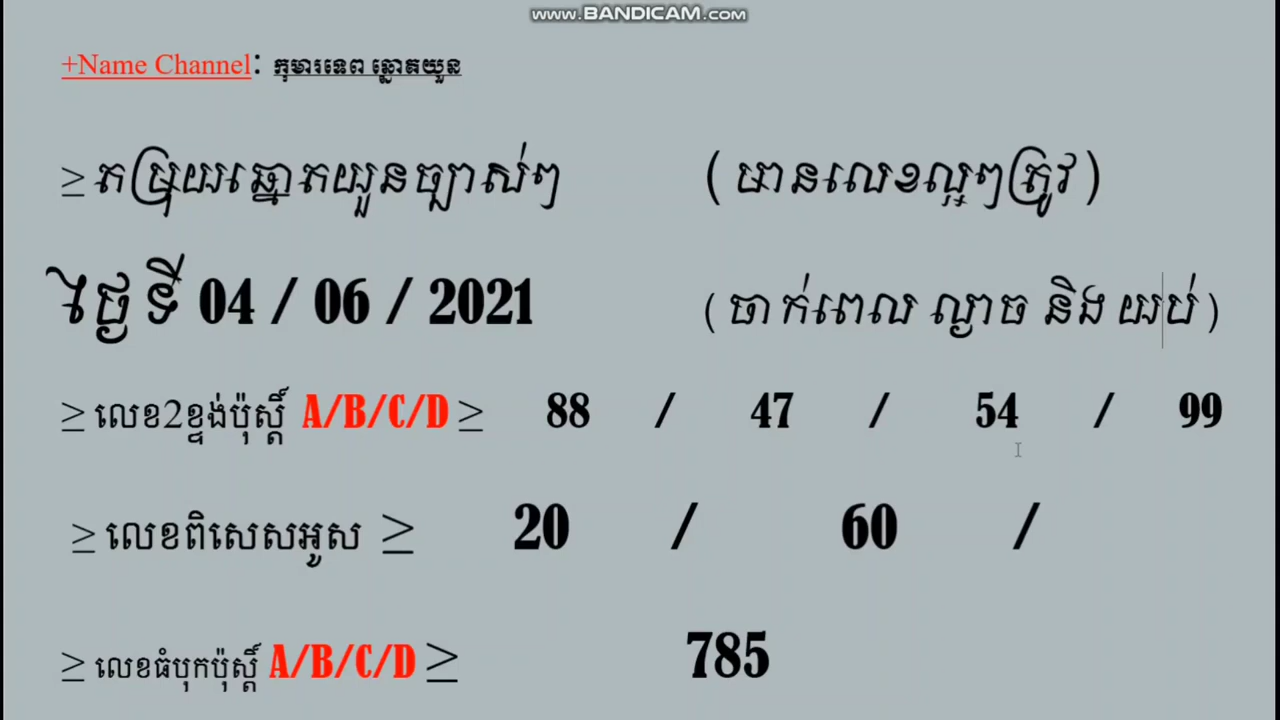 www.BANDICAM.com
+Name Channel: កុមារទេព ឆ្នោតយួន
≥ តម្រុយឆ្នោតយួនច្បាស់ៗ (មានលេខល្អៗត្រូវ)
ថ្ងៃទី 04 / 06 / 2021 (ចាក់ពេល ល្ងាច និង យប់)
≥ លេខ2ខ្ទង់ប៉ុស្តិ៍ A/B/C/D ≥ 88 / 47 / 54 / 99
≥ លេខពិសេសអូស ≥ 20 / 60 /
≥ លេខធំបុកប៉ុស្តិ៍ A/B/C/D ≥ 785